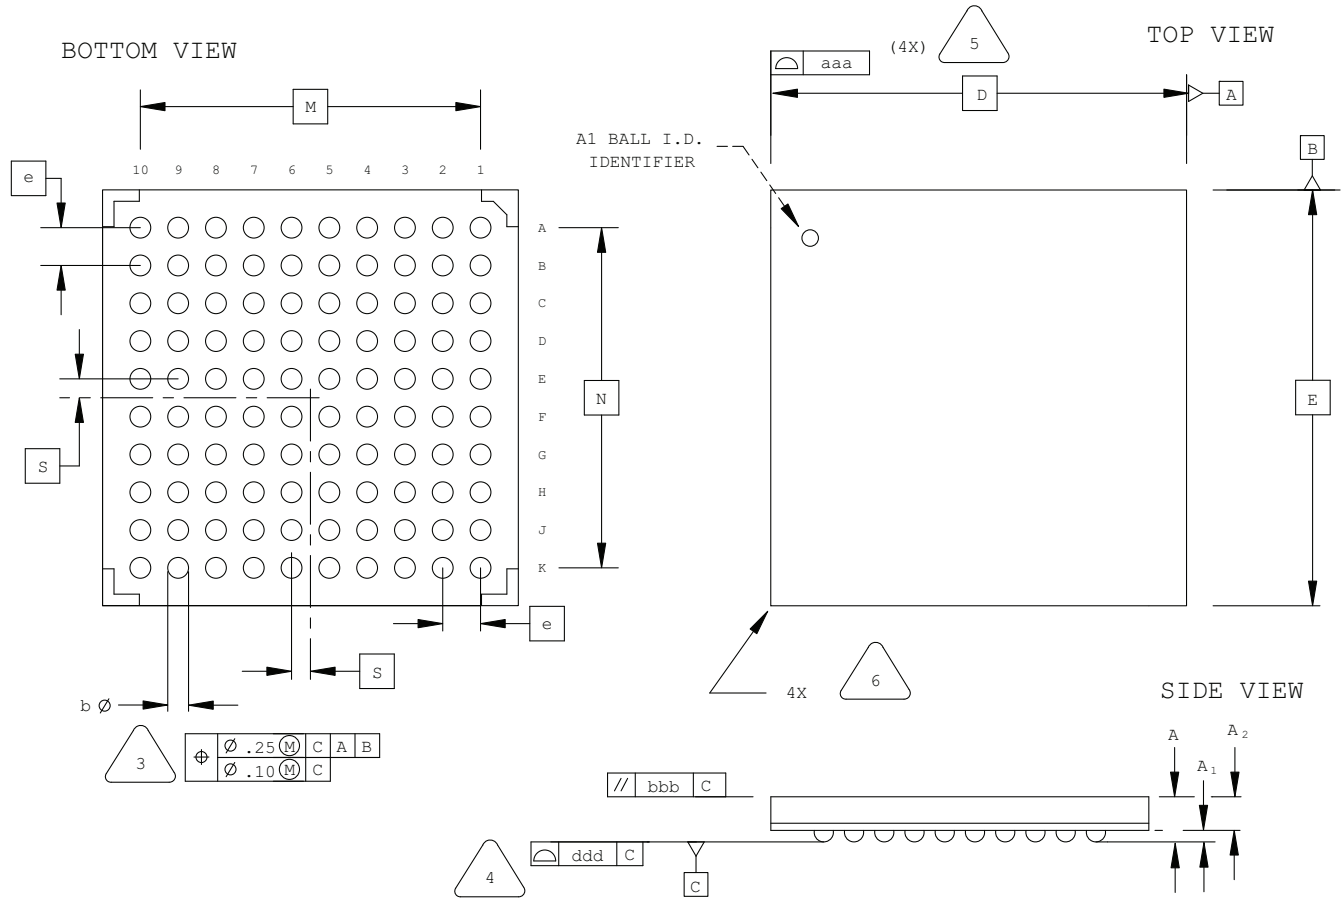 BOTTOM VIEW
TOP VIEW
aaa
(4X)
5
D
A
M
A1 BALL I.D.
IDENTIFIER
B
10 9 8 7 6 5 4 3 2 1
e
A
B
C
D
E
F
G
H
J
K
N
E
S
e
S
b Ø
3
⌖ Ø .25 Ⓜ C A B
Ø .10 Ⓜ C
4X
6
SIDE VIEW
A
A₂
A₁
// bbb C
ddd C
4
C